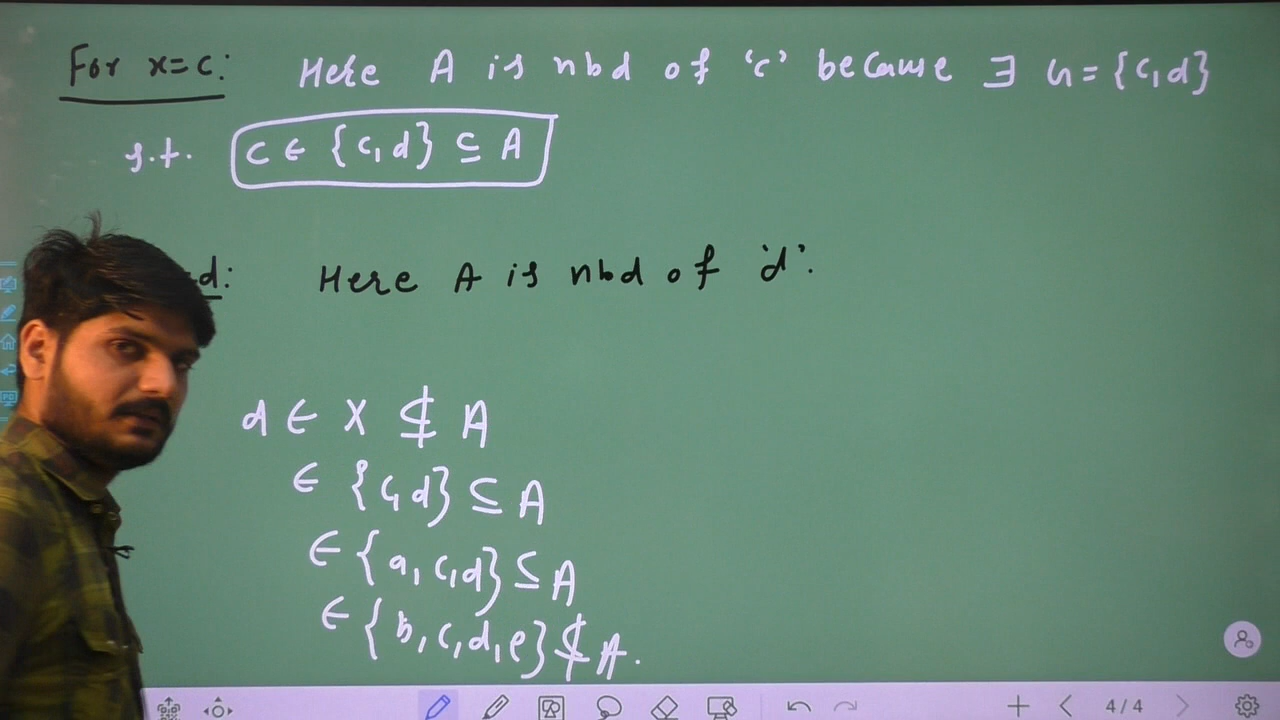 For x=c: Here A is nbd of 'c' because ∃ G={c,d}
s.t. c ∈ {c,d} ⊆ A
d: Here A is nbd of 'd'.
d ∈ X ⊈ A
∈ {c,d} ⊆ A
∈ {a,c,d} ⊆ A
∈ {b,c,d,e} ⊈ A.
4/4